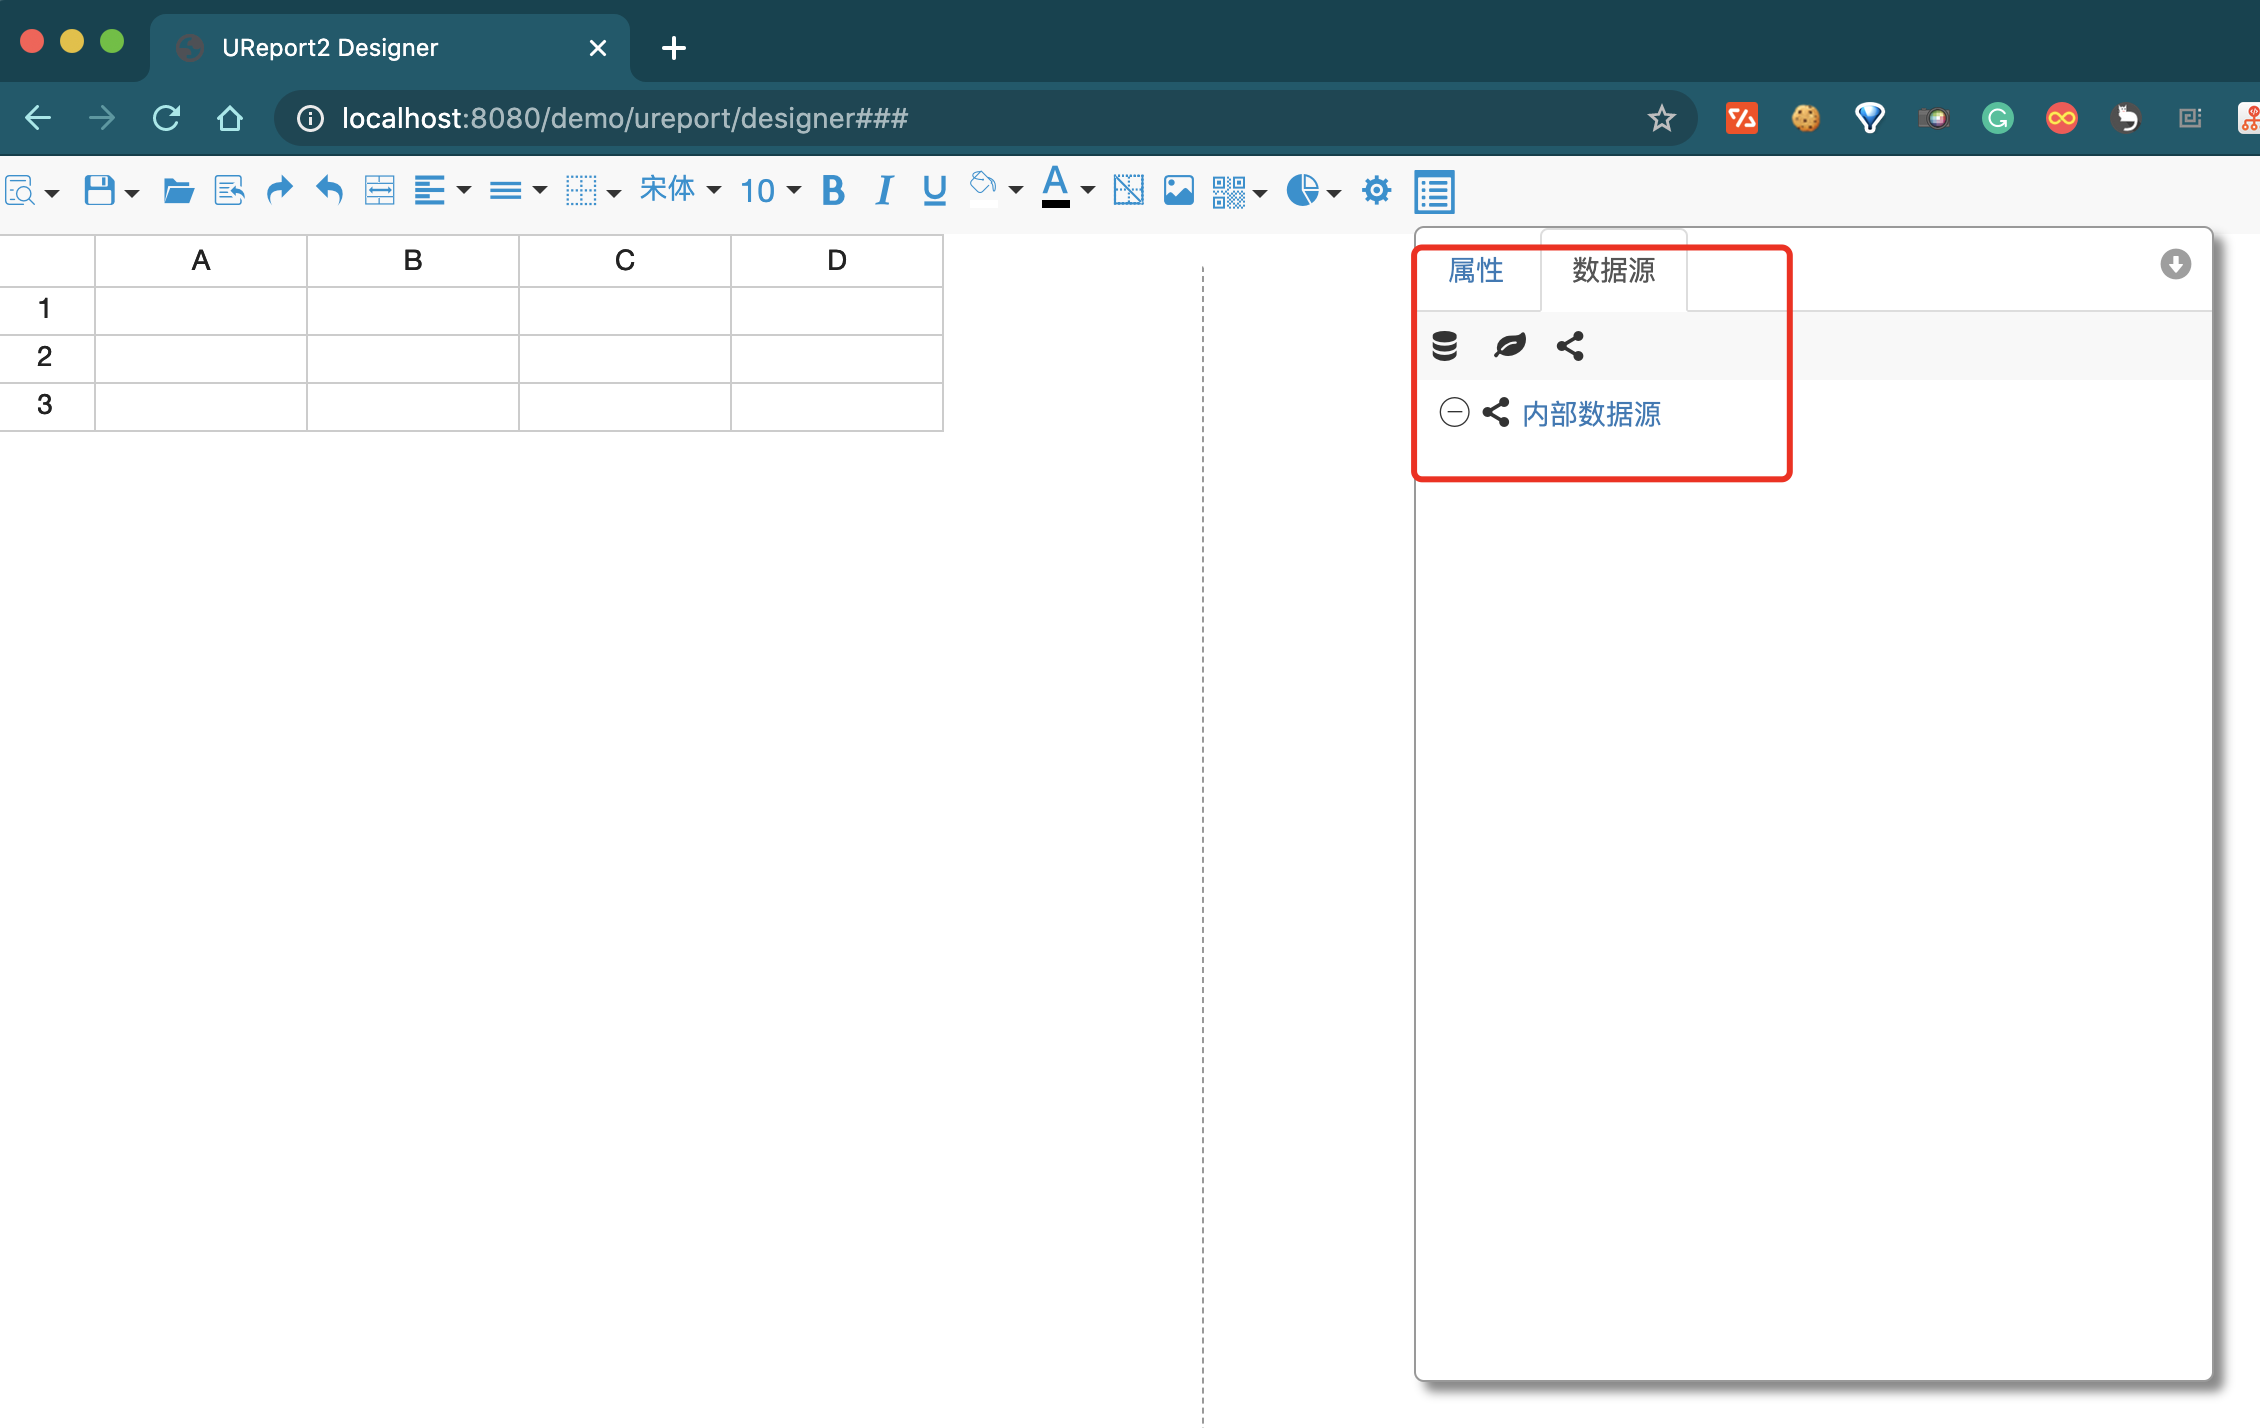 UReport2 Designer
localhost:8080/demo/ureport/designer###
宋体 10 B I U A
A B C D
1
2
3
属性 数据源
内部数据源